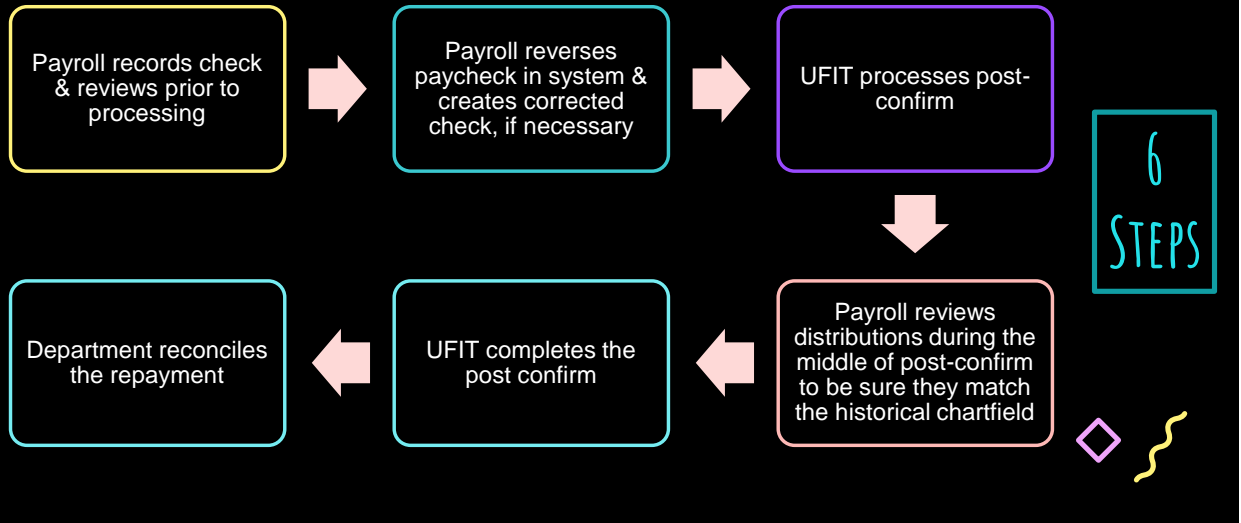 Payroll records check
& reviews prior to
processing
Payroll reverses
paycheck in system &
creates corrected
check, if necessary
UFIT processes post-
confirm
6
STEPS
Payroll reviews
distributions during the
middle of post-confirm
to be sure they match
the historical chartfield
UFIT completes the
post confirm
Department reconciles
the repayment